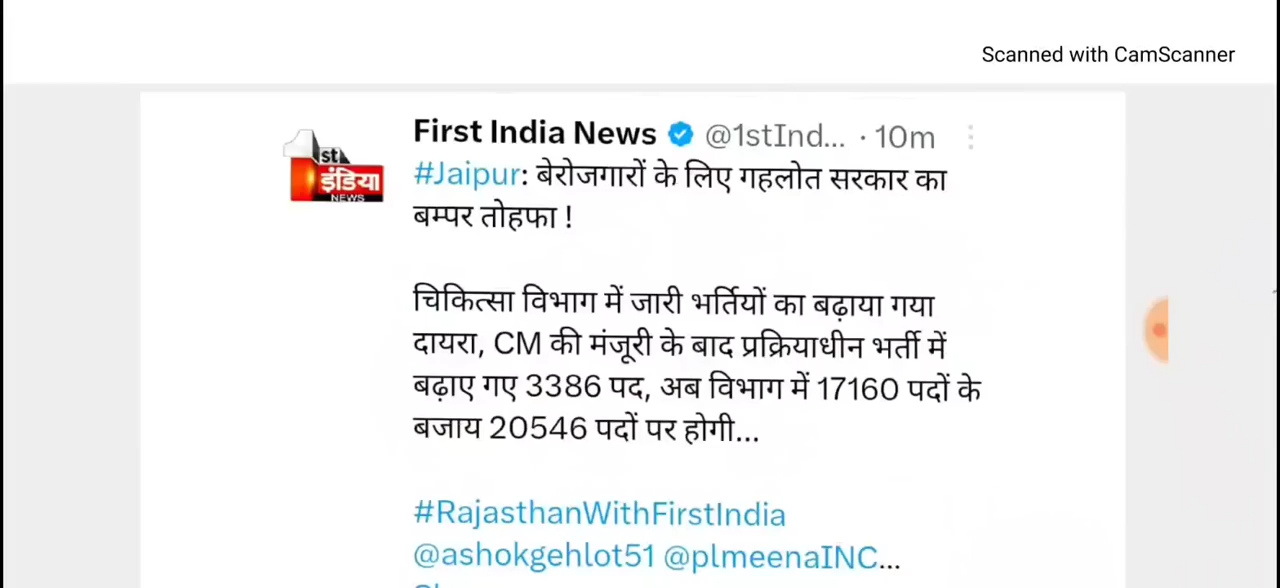 Scanned with CamScanner
First India News @1stInd... · 10m
1st
इंडिया
NEWS
#Jaipur: बेरोजगारों के लिए गहलोत सरकार का
बम्पर तोहफा !
चिकित्सा विभाग में जारी भर्तियों का बढ़ाया गया
दायरा, CM की मंजूरी के बाद प्रक्रियाधीन भर्ती में
बढ़ाए गए 3386 पद, अब विभाग में 17160 पदों के
बजाय 20546 पदों पर होगी...
#RajasthanWithFirstIndia
@ashokgehlot51 @plmeenaINC...